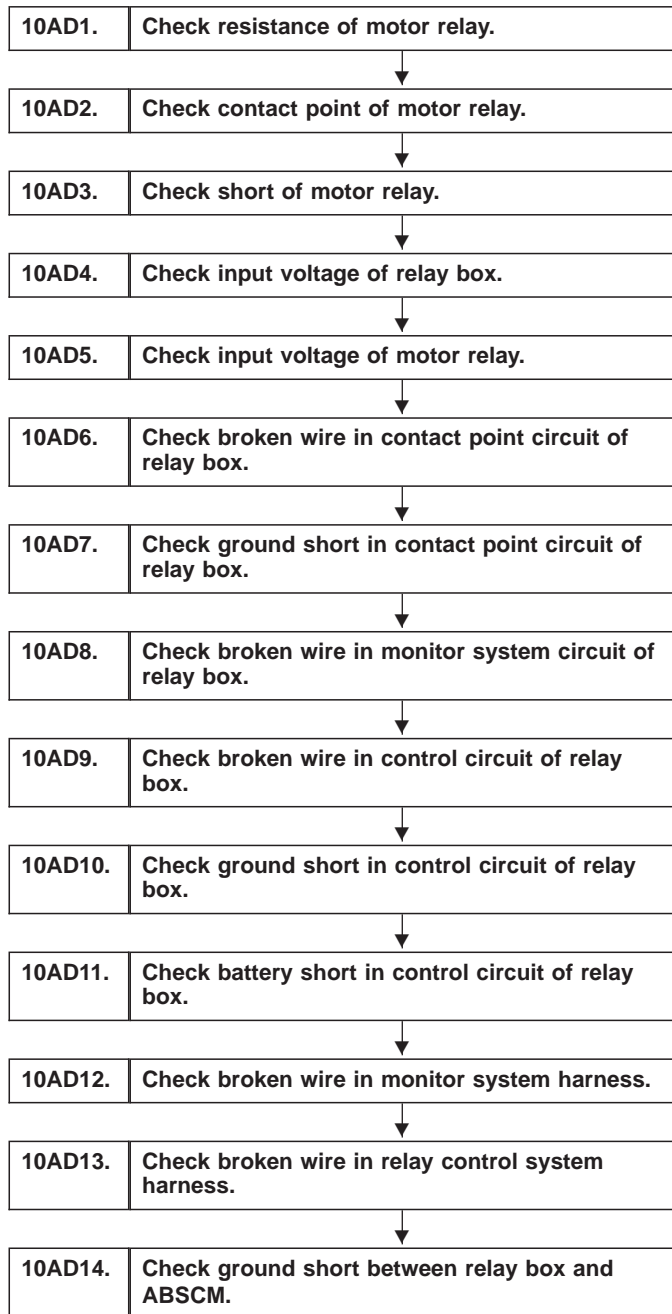 10AD1. Check resistance of motor relay.
10AD2. Check contact point of motor relay.
10AD3. Check short of motor relay.
10AD4. Check input voltage of relay box.
10AD5. Check input voltage of motor relay.
10AD6. Check broken wire in contact point circuit of
relay box.
10AD7. Check ground short in contact point circuit of
relay box.
10AD8. Check broken wire in monitor system circuit of
relay box.
10AD9. Check broken wire in control circuit of relay
box.
10AD10. Check ground short in control circuit of relay
box.
10AD11. Check battery short in control circuit of relay
box.
10AD12. Check broken wire in monitor system harness.
10AD13. Check broken wire in relay control system
harness.
10AD14. Check ground short between relay box and
ABSCM.